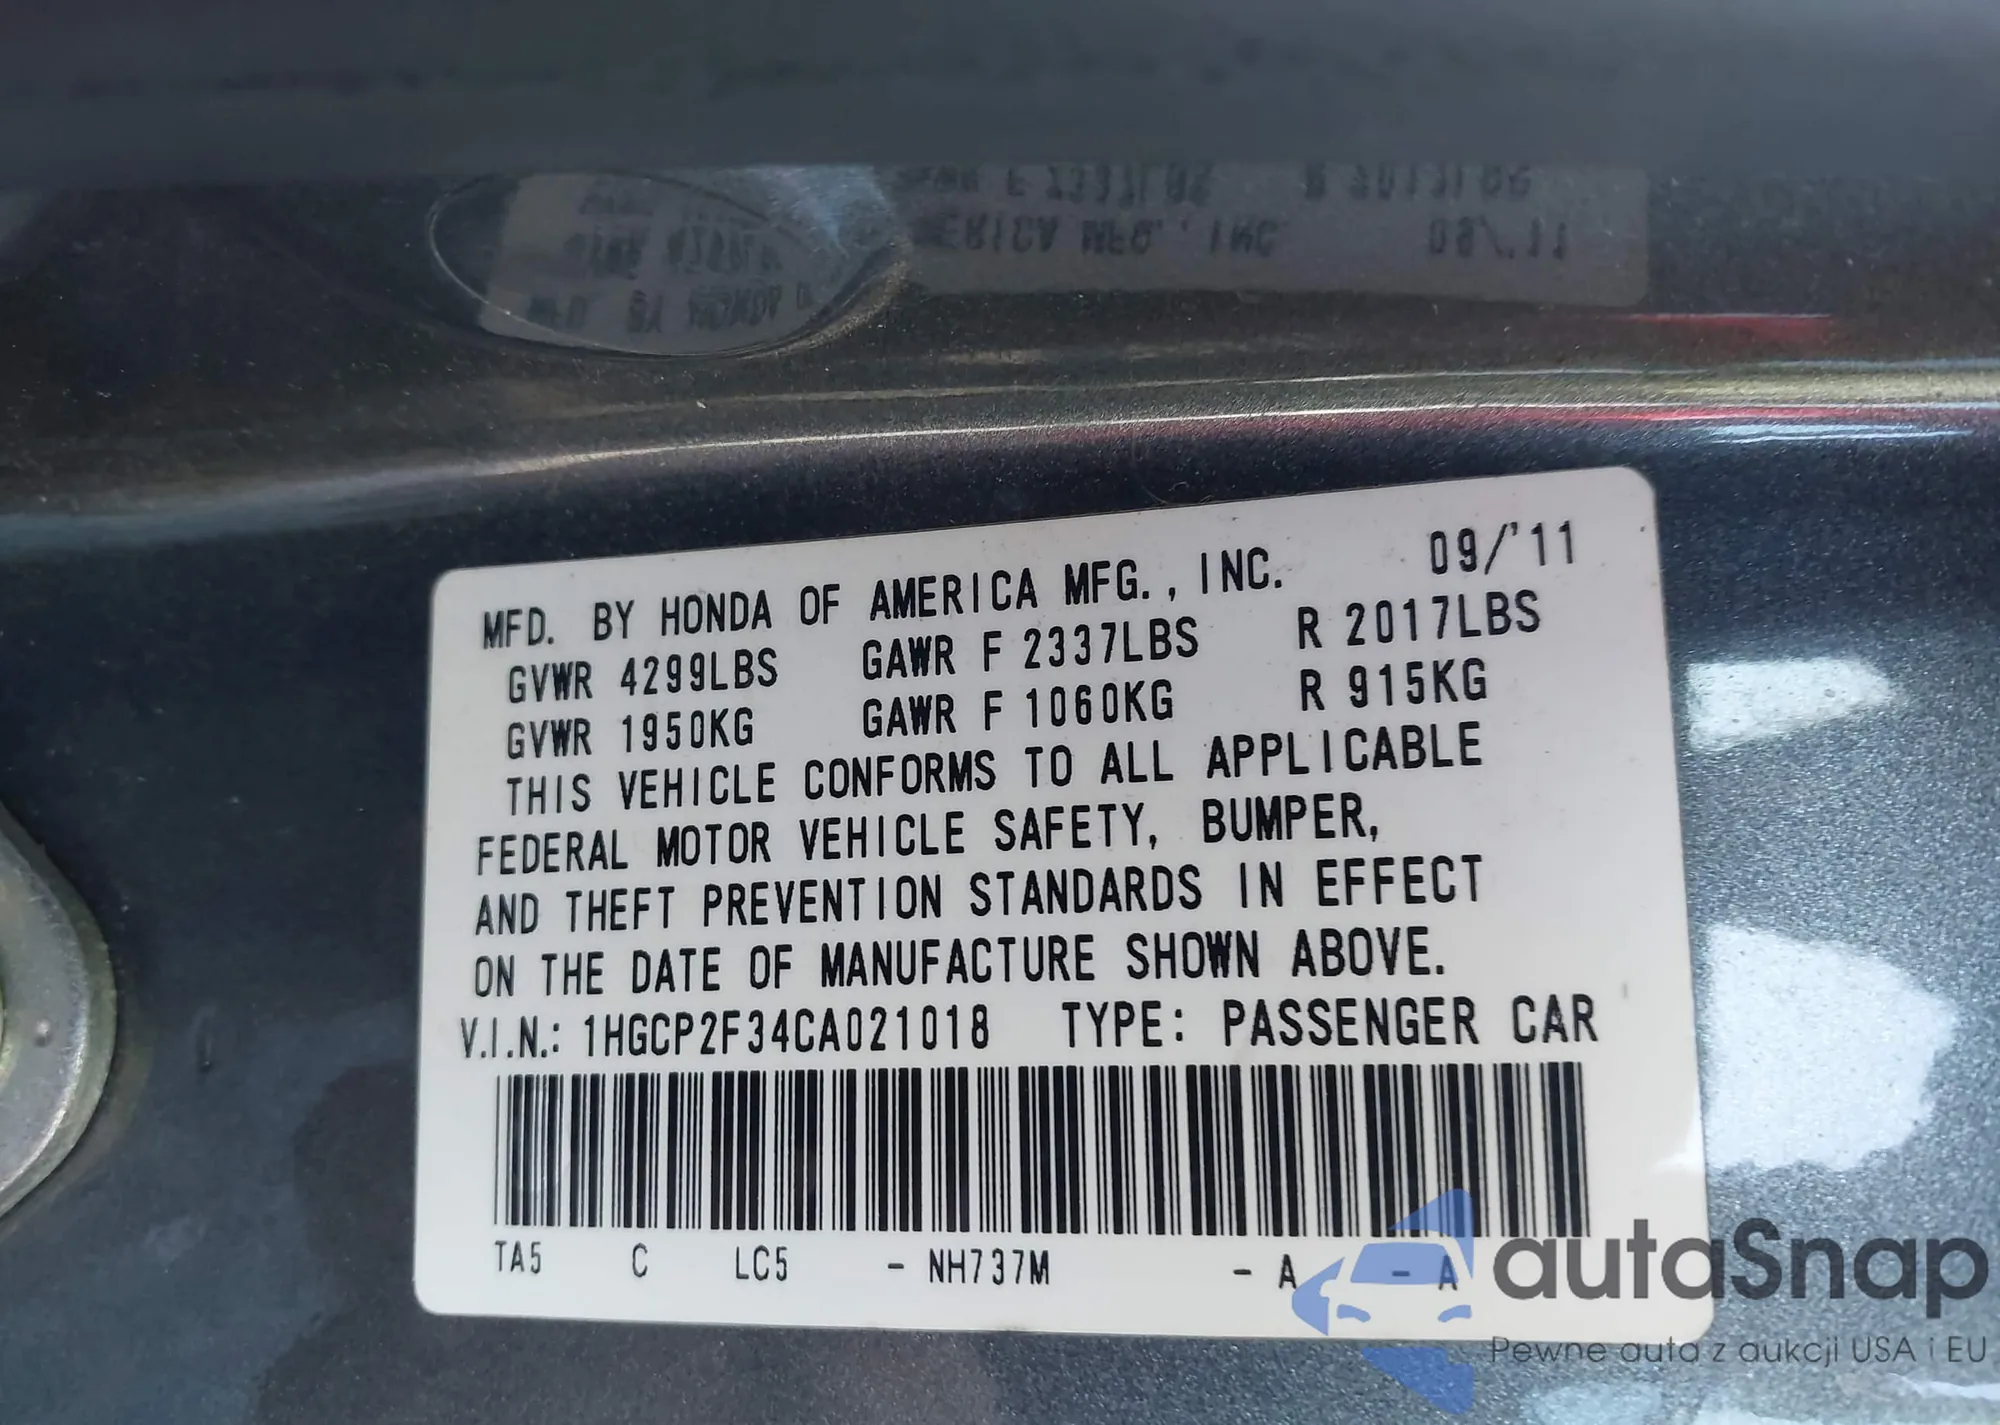 MFD. BY HONDA OF AMERICA MFG., INC. 09/'11
GVWR 4299LBS GAWR F 2337LBS R 2017LBS
GVWR 1950KG GAWR F 1060KG R 915KG
THIS VEHICLE CONFORMS TO ALL APPLICABLE
FEDERAL MOTOR VEHICLE SAFETY, BUMPER,
AND THEFT PREVENTION STANDARDS IN EFFECT
ON THE DATE OF MANUFACTURE SHOWN ABOVE.
V.I.N.: 1HGCP2F34CA021018 TYPE: PASSENGER CAR
TA5 C LC5 - NH737M - A - A
autaSnap
Pewne auta z aukcji USA i EU